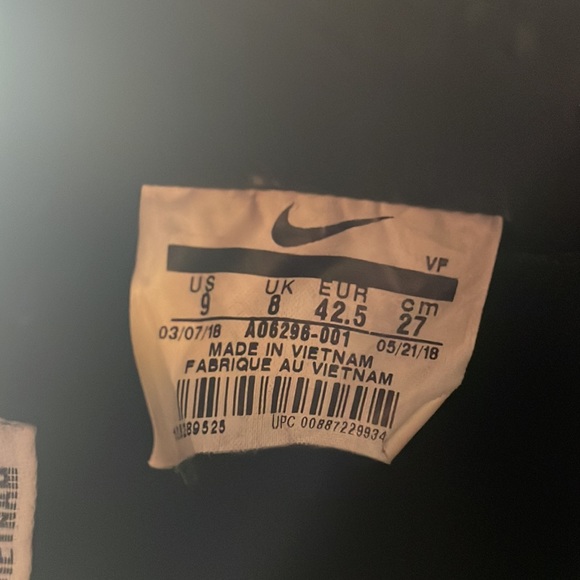 VF
US UK EUR cm
9 8 42.5 27
03/07/18 AO6296-001 05/21/18
MADE IN VIETNAM
FABRIQUE AU VIETNAM
UPC 00887229934